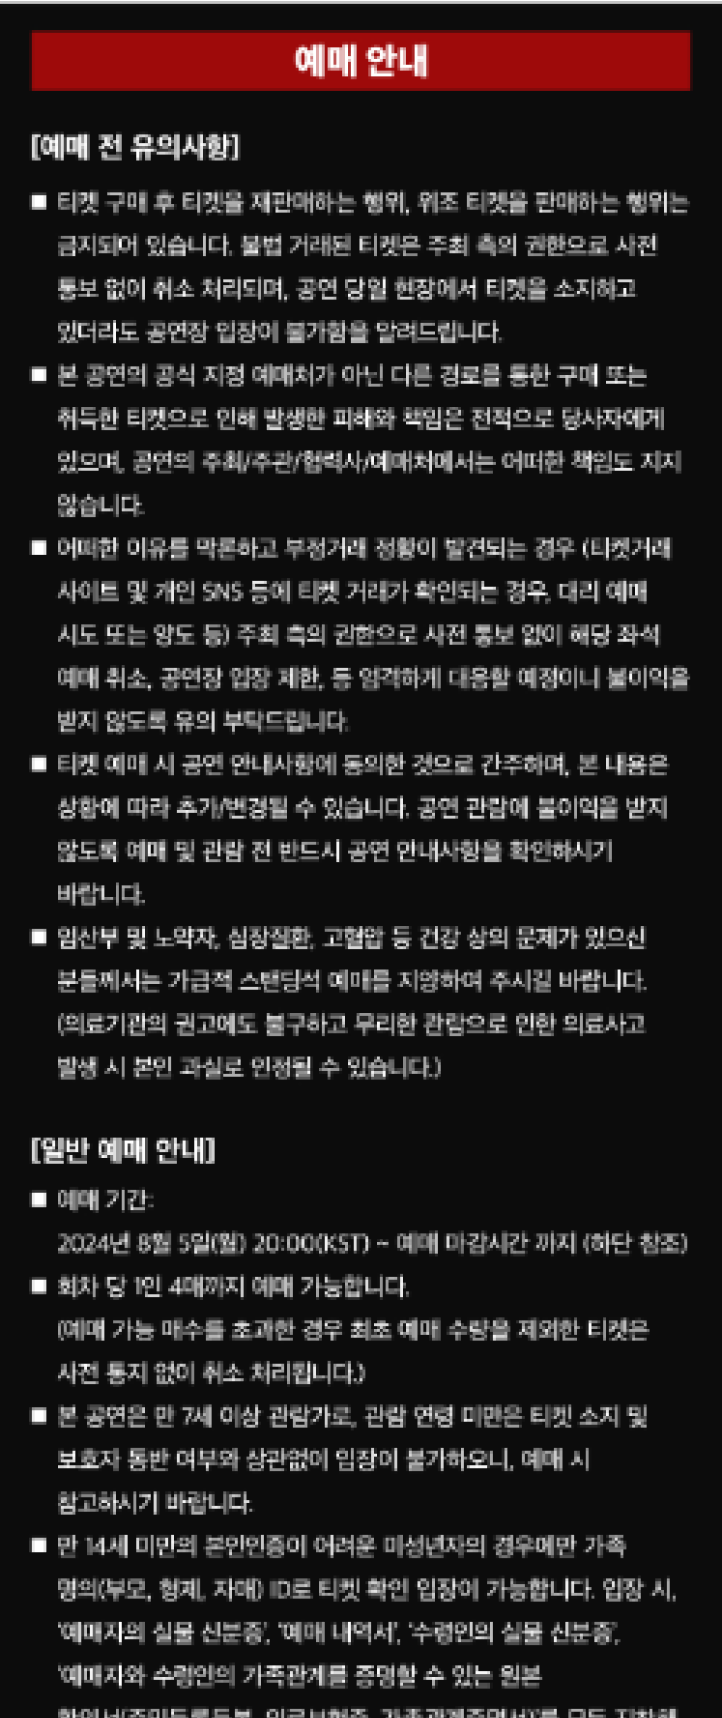 예매 안내
[예매 전 유의사항]
■ 티켓 구매 후 티켓을 재판매하는 행위, 위조 티켓을 판매하는 행위는
금지되어 있습니다. 불법 거래된 티켓은 주최 측의 권한으로 사전
통보 없이 취소 처리되며, 공연 당일 현장에서 티켓을 소지하고
있더라도 공연장 입장이 불가함을 알려드립니다.
■ 본 공연의 공식 지정 예매처가 아닌 다른 경로를 통한 구매 또는
취득한 티켓으로 인해 발생한 피해와 책임은 전적으로 당사자에게
있으며, 공연의 주최/주관/협력사/예매처에서는 어떠한 책임도 지지
않습니다.
■ 어떠한 이유를 막론하고 부정거래 정황이 발견되는 경우 (티켓거래
사이트 및 개인 SNS 등에 티켓 거래가 확인되는 경우, 대리 예매
시도 또는 양도 등) 주최 측의 권한으로 사전 통보 없이 해당 좌석
예매 취소, 공연장 입장 제한, 등 엄격하게 대응할 예정이니 불이익을
받지 않도록 유의 부탁드립니다.
■ 티켓 예매 시 공연 안내사항에 동의한 것으로 간주하며, 본 내용은
상황에 따라 추가/변경될 수 있습니다. 공연 관람에 불이익을 받지
않도록 예매 및 관람 전 반드시 공연 안내사항을 확인하시기
바랍니다.
■ 임산부 및 노약자, 심장질환, 고혈압 등 건강 상의 문제가 있으신
분들께서는 가급적 스탠딩석 예매를 지양하여 주시길 바랍니다.
(의료기관의 권고에도 불구하고 무리한 관람으로 인한 의료사고
발생 시 본인 과실로 인정될 수 있습니다.)
[일반 예매 안내]
■ 예매 기간:
2024년 8월 5일(월) 20:00(KST) ~ 예매 마감시간 까지 (하단 참조)
■ 회차 당 1인 4매까지 예매 가능합니다.
(예매 가능 매수를 초과한 경우 최초 예매 수량을 제외한 티켓은
사전 통지 없이 취소 처리됩니다.)
■ 본 공연은 만 7세 이상 관람가로, 관람 연령 미만은 티켓 소지 및
보호자 동반 여부와 상관없이 입장이 불가하오니, 예매 시
참고하시기 바랍니다.
■ 만 14세 미만의 본인인증이 어려운 미성년자의 경우에만 가족
명의(부모, 형제, 자매) ID로 티켓 확인 입장이 가능합니다. 입장 시,
'예매자의 실물 신분증', '예매 내역서', '수령인의 실물 신분증',
'예매자와 수령인의 가족관계를 증명할 수 있는 원본